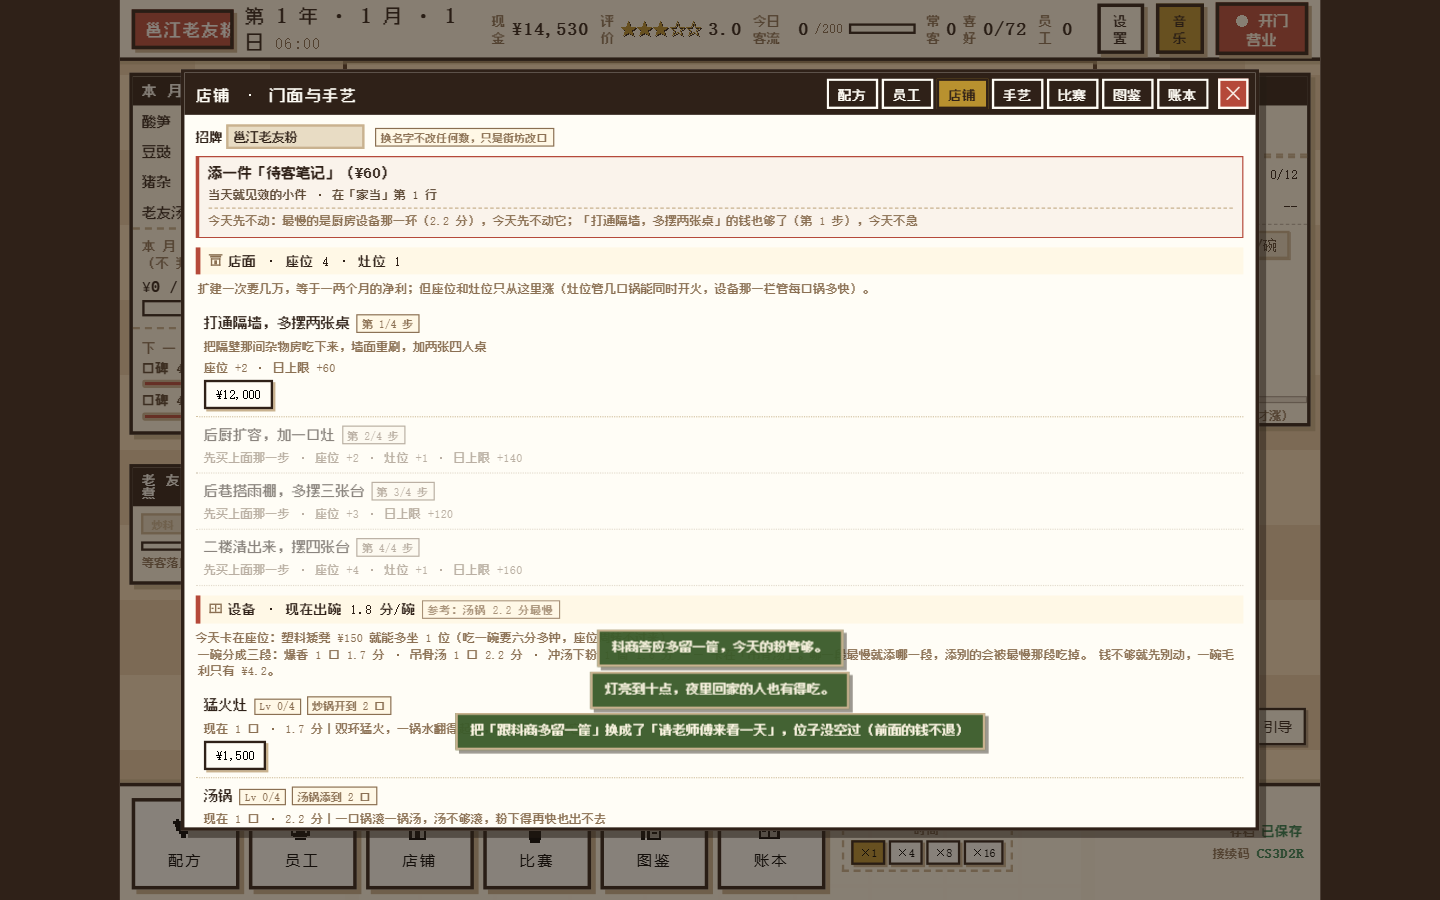 邕江老友粉
第 1 年 · 1 月 · 1 日 06:00
现金 ¥14,530
评价 ★★★☆☆ 3.0
今日客流 0 /200
常客 0
喜好 0/72
员工 0
设置
音乐
开门营业
本 月
酸笋
豆豉
猪杂
老友汤
本 月
¥0 /
下 一
口碑 4
口碑 4
老 友
煮
炒料
等客落
店铺 · 门面与手艺
配方
员工
店铺
手艺
比赛
图鉴
账本
招牌 邕江老友粉 换名字不改任何数，只是街坊改口
添一件「待客笔记」（¥60）
当天就见效的小件 · 在「家当」第 1 行
今天先不动：最慢的是厨房设备那一环（2.2 分），今天先不动它；「打通隔墙，多摆两张桌」的钱也够了（第 1 步），今天不急
店面 · 座位 4 · 灶位 1
扩建一次要几万，等于一两个月的净利；但座位和灶位只从这里涨（灶位管几口锅能同时开火，设备那一栏管每口锅多快）。
打通隔墙，多摆两张桌 第 1/4 步
把隔壁那间杂物房吃下来，墙面重刷，加两张四人桌
座位 +2 · 日上限 +60
¥12,000
后厨扩容，加一口灶 第 2/4 步
先买上面那一步 · 座位 +2 · 灶位 +1 · 日上限 +140
后巷搭雨棚，多摆三张台 第 3/4 步
先买上面那一步 · 座位 +3 · 日上限 +120
二楼清出来，摆四张台 第 4/4 步
先买上面那一步 · 座位 +4 · 灶位 +1 · 日上限 +160
设备 · 现在出碗 1.8 分/碗 参考：汤锅 2.2 分最慢
今天卡在座位：塑料矮凳 ¥150 就能多坐 1 位（吃一碗要六分多钟，座位
一碗分成三段：爆香 1 口 1.7 分 · 吊骨汤 1 口 2.2 分 · 冲汤下粉
最慢就添哪一段，添别的会被最慢那段吃掉。 钱不够就先别动，一碗毛
利只有 ¥4.2。
猛火灶 Lv 0/4 炒锅开到 2 口
现在 1 口 · 1.7 分｜双环猛火，一锅水翻得
¥1,500
汤锅 Lv 0/4 汤锅添到 2 口
现在 1 口 · 2.2 分｜一口锅滚一锅汤，汤不够滚，粉下得再快也出不去
料商答应多留一筐，今天的粉管够。
灯亮到十点，夜里回家的人也有得吃。
把「跟料商多留一筐」换成了「请老师傅来看一天」，位子没空过（前面的钱不退）
0/12
--
/碗
才涨）
引导
配方
员工
店铺
比赛
图鉴
账本
×1
×4
×8
×16
已保存
接续码 CS3D2R